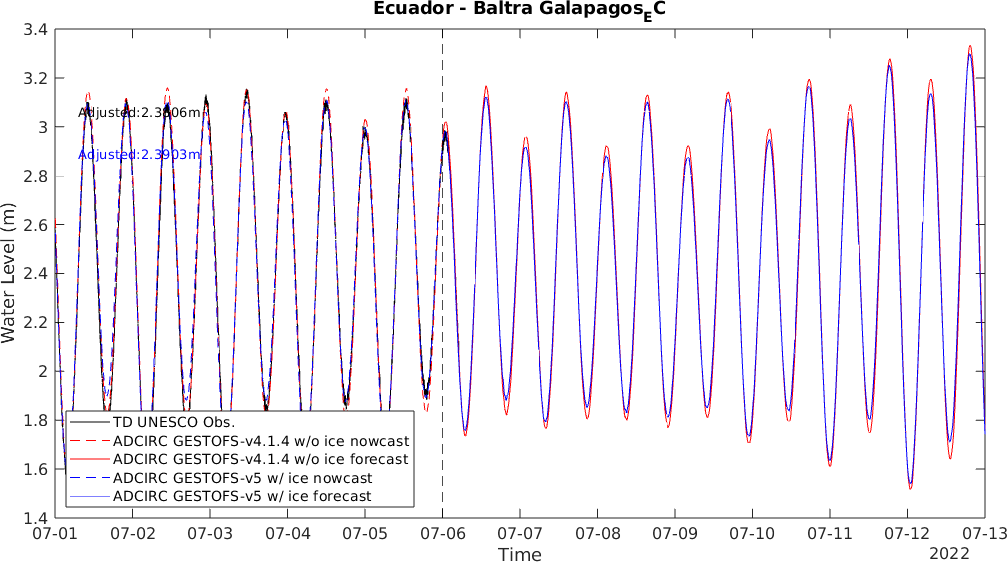 Ecuador - Baltra Galapagos_EC
3.4
3.2
3
2.8
2.6
2.4
2.2
2
1.8
1.6
1.4
Water Level (m)
Adjusted:2.3806m
Adjusted:2.3903m
TD UNESCO Obs.
ADCIRC GESTOFS-v4.1.4 w/o ice nowcast
ADCIRC GESTOFS-v4.1.4 w/o ice forecast
ADCIRC GESTOFS-v5 w/ ice nowcast
ADCIRC GESTOFS-v5 w/ ice forecast
07-01 07-02 07-03 07-04 07-05 07-06 07-07 07-08 07-09 07-10 07-11 07-12 07-13
Time
2022